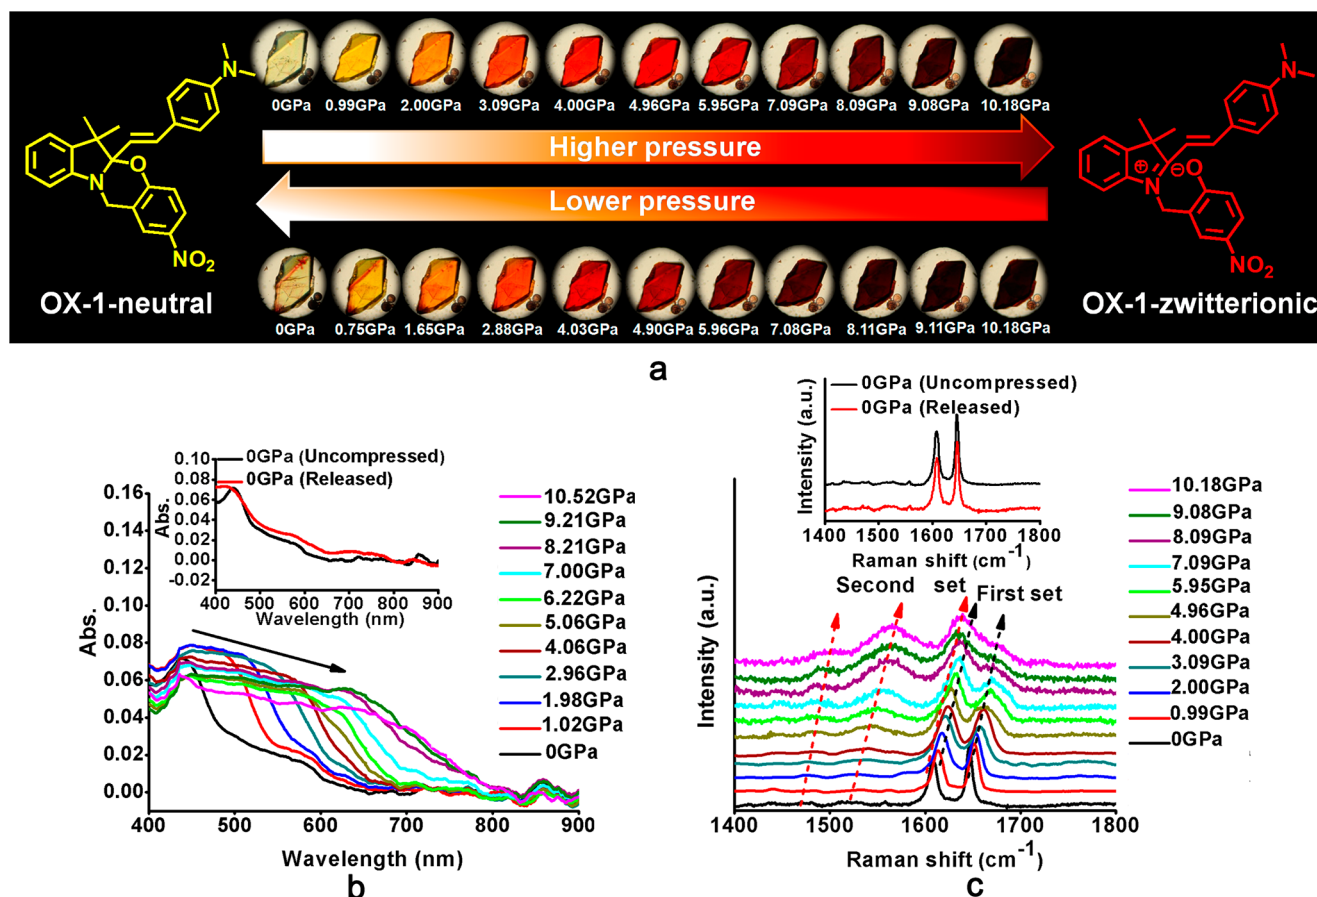 0GPa 0.99GPa 2.00GPa 3.09GPa 4.00GPa 4.96GPa 5.95GPa 7.09GPa 8.09GPa 9.08GPa 10.18GPa
Higher pressure
Lower pressure
N
N
O
NO2
OX-1-neutral
N
⊕
⊖
O
N
NO2
OX-1-zwitterionic
0GPa 0.75GPa 1.65GPa 2.88GPa 4.03GPa 4.90GPa 5.96GPa 7.08GPa 8.11GPa 9.11GPa 10.18GPa
a
0GPa (Uncompressed)
0GPa (Released)
0.10
0.08
0.06
0.04
0.02
0.00
-0.02
Abs.
400 500 600 700 800 900
Wavelength (nm)
0.16
0.14
0.12
0.10
0.08
0.06
0.04
0.02
0.00
Abs.
400 500 600 700 800 900
Wavelength (nm)
10.52GPa
9.21GPa
8.21GPa
7.00GPa
6.22GPa
5.06GPa
4.06GPa
2.96GPa
1.98GPa
1.02GPa
0GPa
b
0GPa (Uncompressed)
0GPa (Released)
Intensity (a.u.)
1400 1500 1600 1700 1800
Raman shift (cm-1)
Second set
First set
Intensity (a.u.)
1400 1500 1600 1700 1800
Raman shift (cm-1)
10.18GPa
9.08GPa
8.09GPa
7.09GPa
5.95GPa
4.96GPa
4.00GPa
3.09GPa
2.00GPa
0.99GPa
0GPa
c